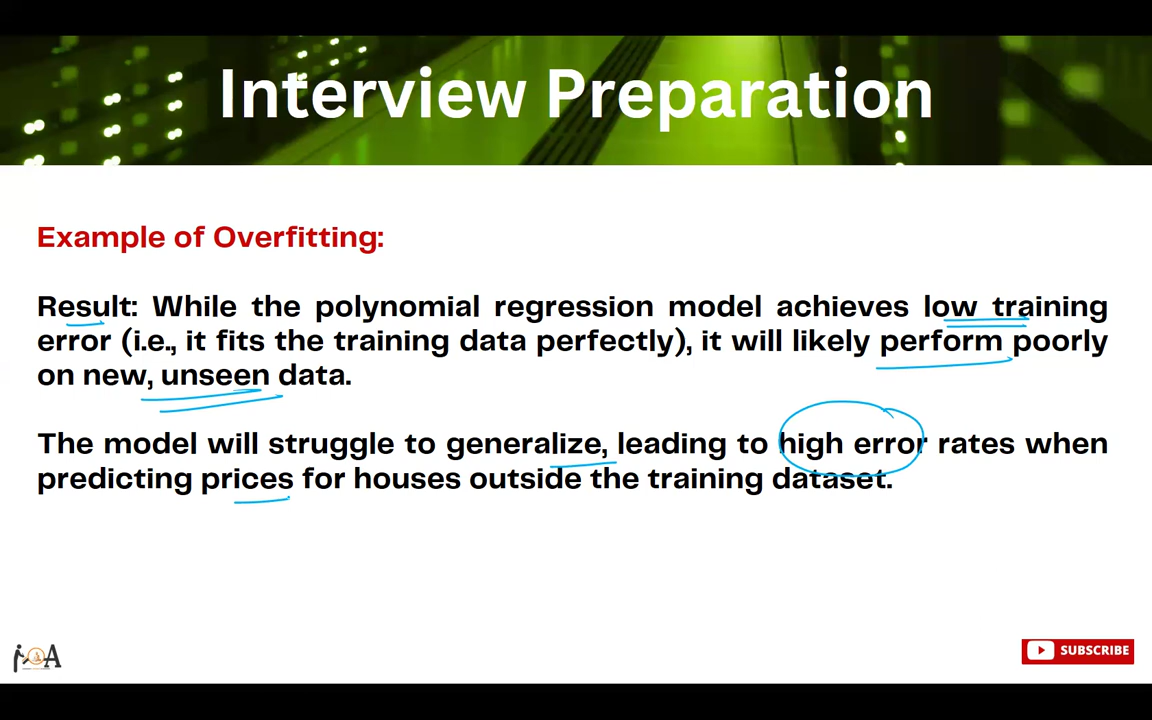 Interview Preparation
Example of Overfitting:
Result: While the polynomial regression model achieves low training
error (i.e., it fits the training data perfectly), it will likely perform poorly
on new, unseen data.
The model will struggle to generalize, leading to high error rates when
predicting prices for houses outside the training dataset.
SUBSCRIBE